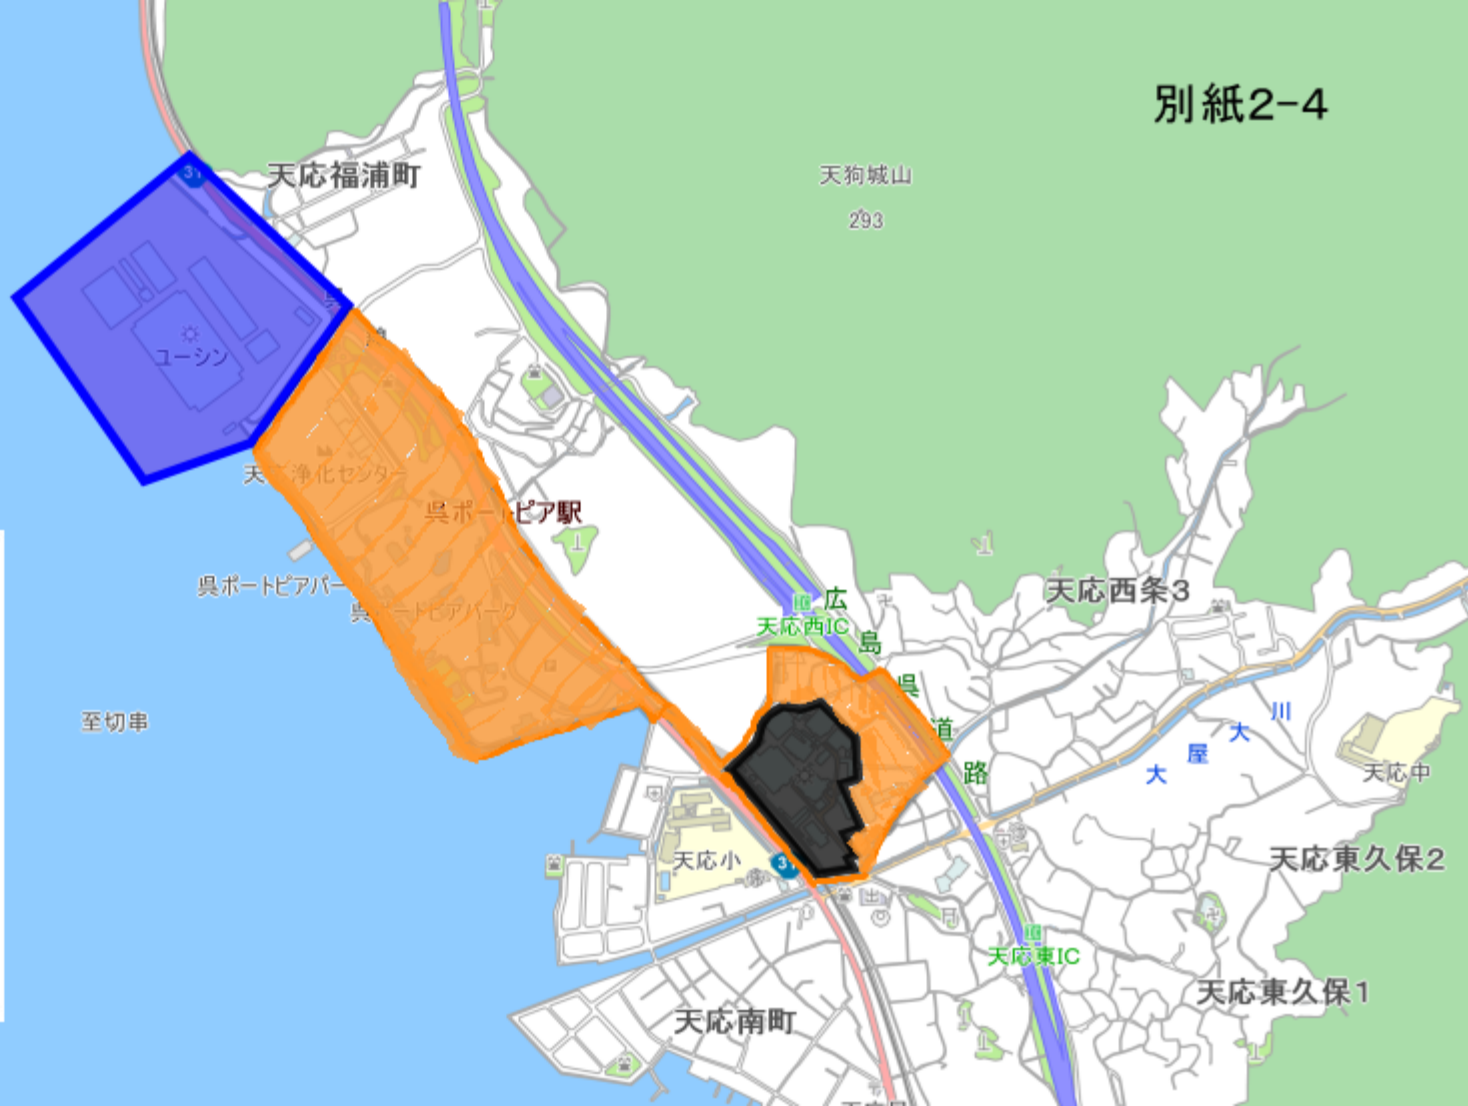 別紙2-4
天応福浦町
31
天狗城山
293
呉
線
ユーシン
天応浄化センター
呉ポートピア駅
呉ポートピアパー
呉ポートピアパーク
天応西IC
広
島
呉
道
路
天応西条3
至切串
川
大
屋
大
天応中
天応小
31
天応東久保2
天応東IC
天応東久保1
天応南町